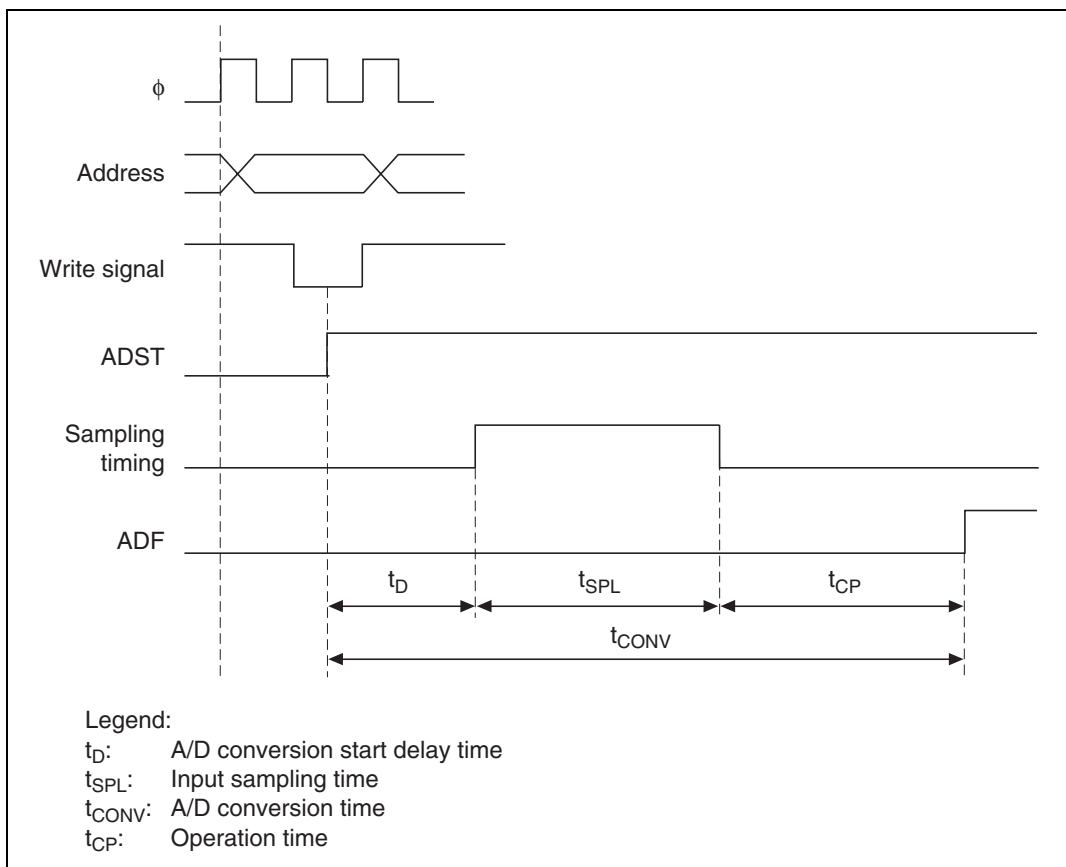 ϕ
Address
Write signal
ADST
Sampling
timing
ADF
tD tSPL tCP
tCONV
Legend:
tD: A/D conversion start delay time
tSPL: Input sampling time
tCONV: A/D conversion time
tCP: Operation time